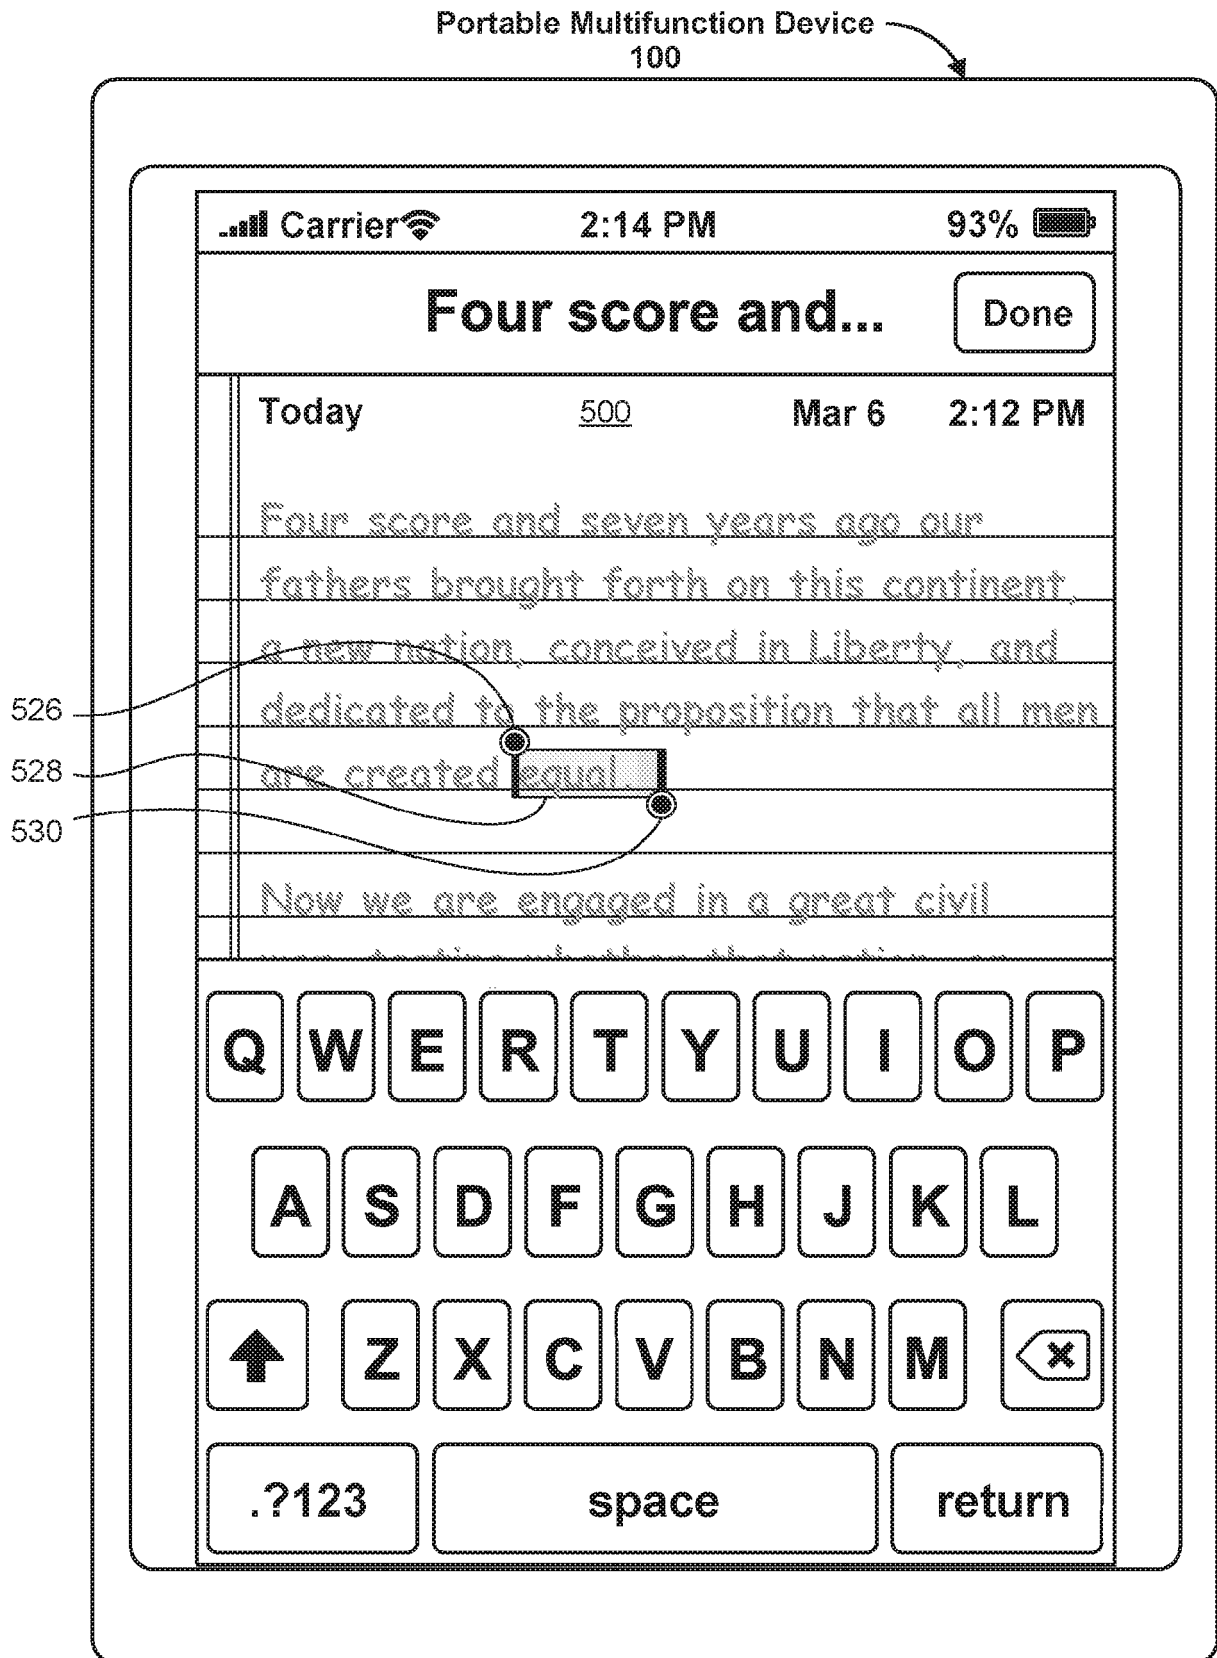 Portable Multifunction Device
100
Carrier 2:14 PM 93%
Four score and... Done
Today 500 Mar 6 2:12 PM
Four score and seven years ago our
fathers brought forth on this continent,
a new nation, conceived in Liberty, and
526
dedicated to the proposition that all men
528
are created equal
530
Now we are engaged in a great civil
Q W E R T Y U I O P
A S D F G H J K L
Z X C V B N M
.?123 space return